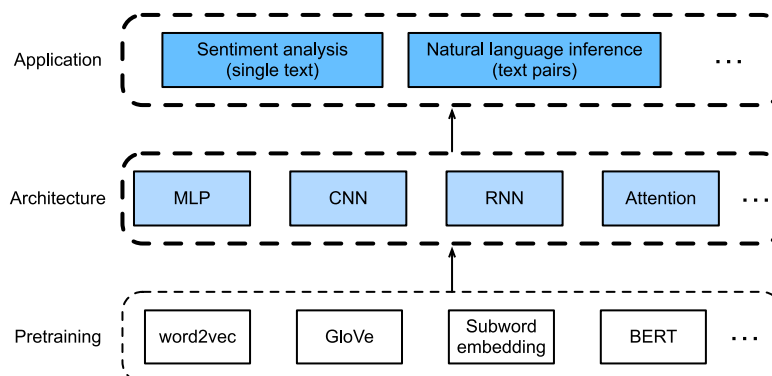 Application
Sentiment analysis
(single text)
Natural language inference
(text pairs)
...
Architecture
MLP
CNN
RNN
Attention
...
Pretraining
word2vec
GloVe
Subword
embedding
BERT
...